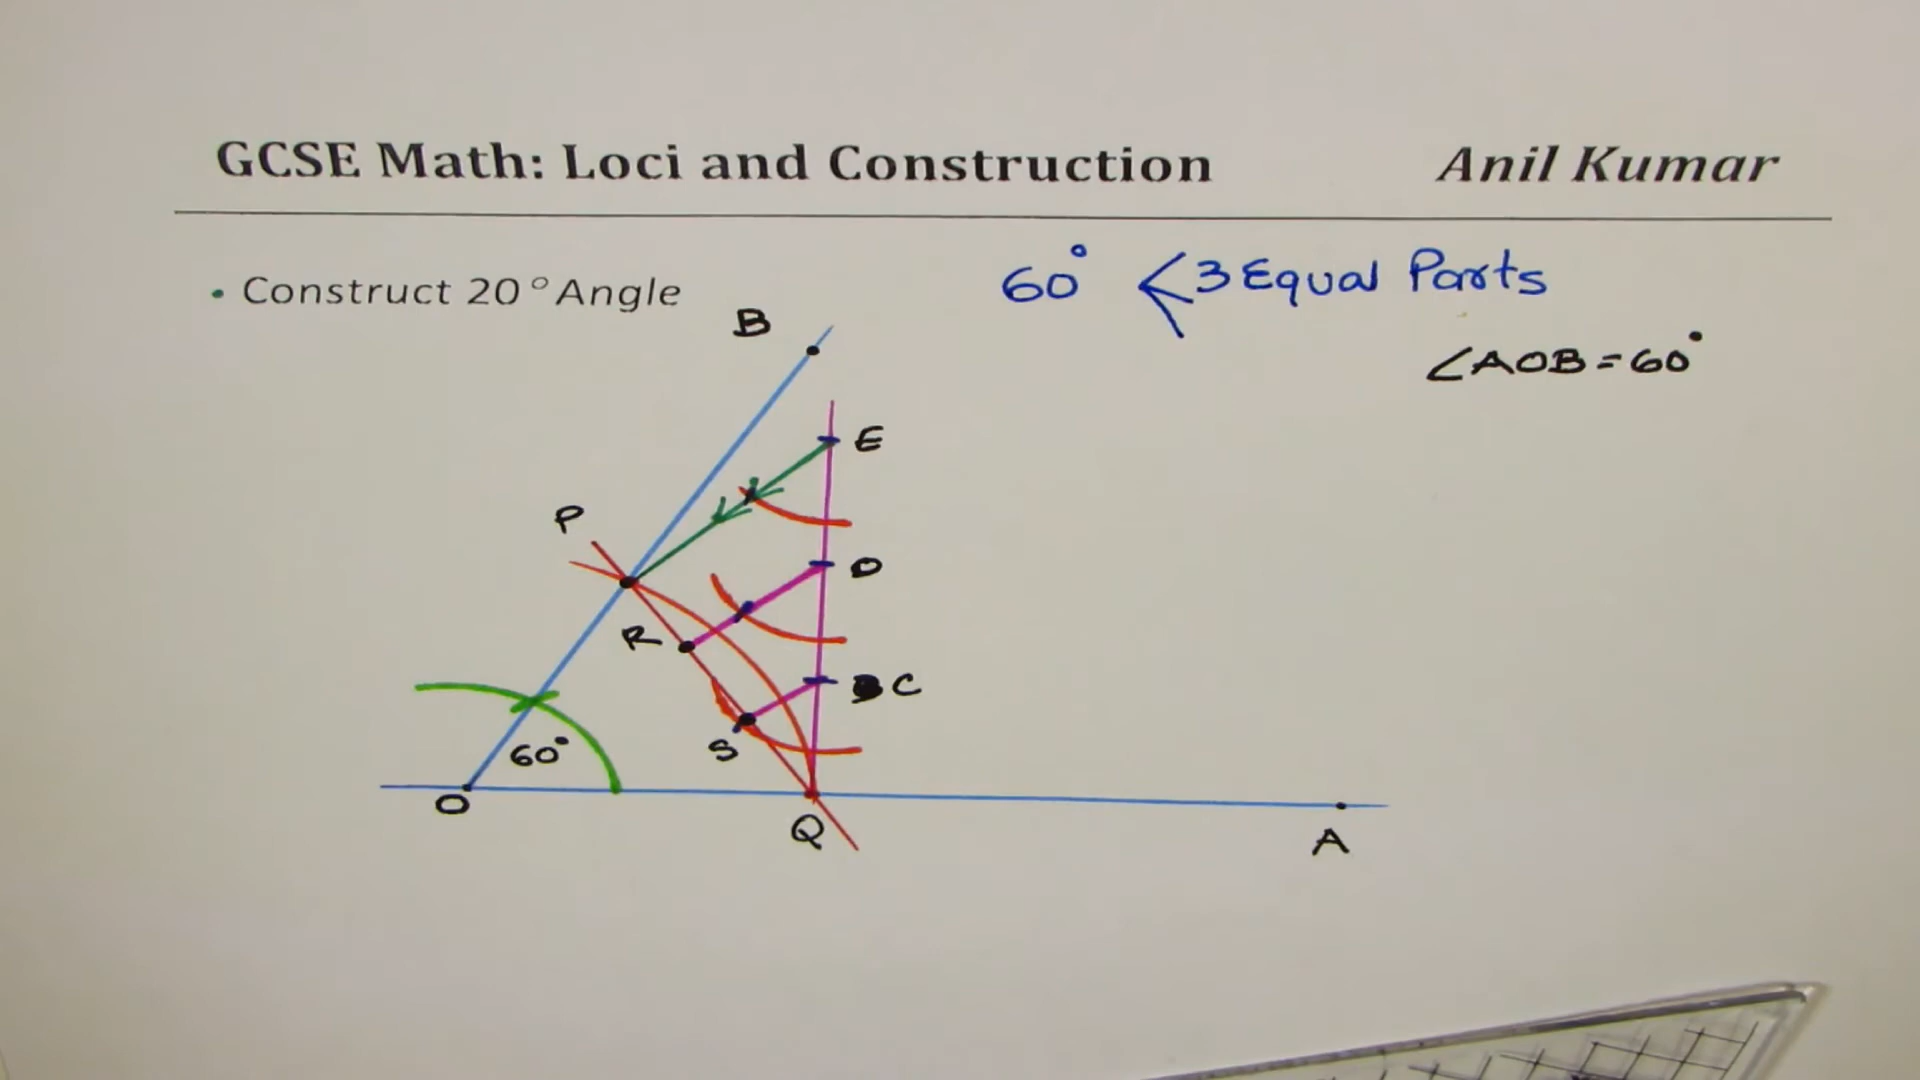 GCSE Math: Loci and Construction
Anil Kumar
• Construct 20° Angle
60° < 3 Equal Parts
∠AOB = 60°
B
E
P
D
R
C
S
60°
O
Q
A